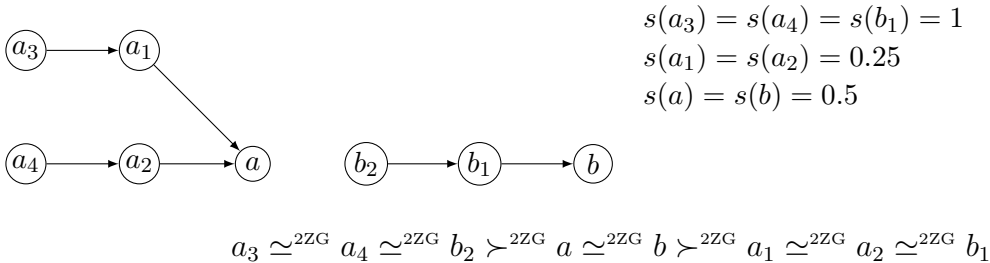 s(a₃) = s(a₄) = s(b₁) = 1
s(a₁) = s(a₂) = 0.25
s(a) = s(b) = 0.5
a₃ a₁
a₄ a₂ a b₂ b₁ b
a₃ ≃²ᶻᴳ a₄ ≃²ᶻᴳ b₂ ≻²ᶻᴳ a ≃²ᶻᴳ b ≻²ᶻᴳ a₁ ≃²ᶻᴳ a₂ ≃²ᶻᴳ b₁